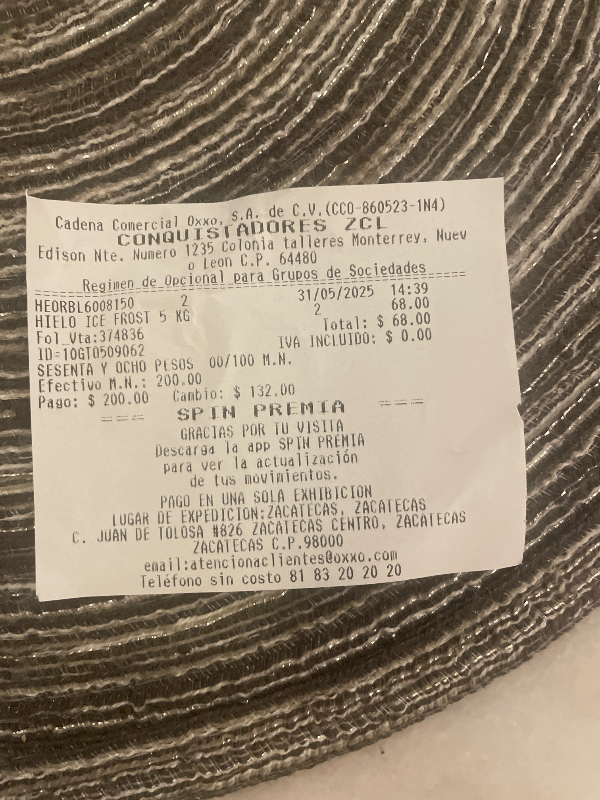 Cadena Comercial Oxxo, S.A. de C.V.(CCO-860523-1N4)
CONQUISTADORES ZCL
Edison Nte. Numero 1235 Colonia talleres Monterrey, Nuev
o Leon C.P. 64480
Regimen de Opcional para Grupos de Sociedades
HEORBL6008150 2 31/05/2025 14:39
HIELO ICE FROST 5 KG 2 68.00
Fol_Vta:374836 Total: $ 68.00
ID=10GT0509062 IVA INCLUIDO: $ 0.00
SESENTA Y OCHO PESOS 00/100 M.N.
Efectivo M.N.: 200.00
Pago: $ 200.00 Cambio: $ 132.00
=== SPIN PREMIA ===
GRACIAS POR TU VISITA
Descarga la app SPIN PREMIA
para ver la actualización
de tus movimientos.
PAGO EN UNA SOLA EXHIBICION
LUGAR DE EXPEDICION:ZACATECAS, ZACATECAS
C. JUAN DE TOLOSA #826 ZACATECAS CENTRO, ZACATECAS
ZACATECAS C.P.98000
email:atencionaclientes@oxxo.com
Teléfono sin costo 81 83 20 20 20